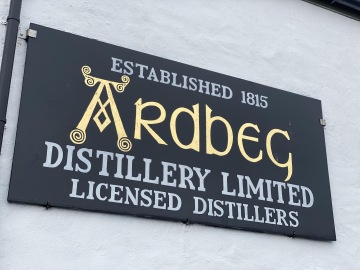 ESTABLISHED 1815
ARDBEG
DISTILLERY LIMITED
LICENSED DISTILLERS